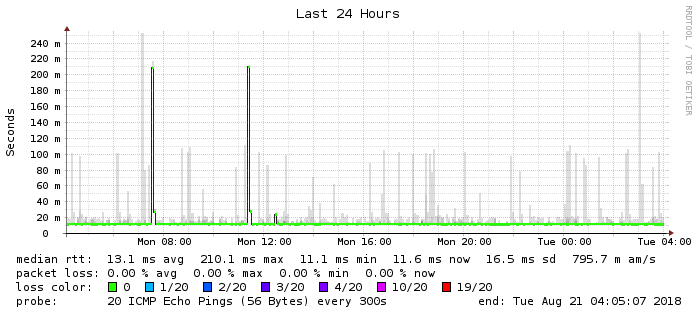 Last 24 Hours
RRDTOOL / TOBI OETIKER
Seconds
240 m
220 m
200 m
180 m
160 m
140 m
120 m
100 m
80 m
60 m
40 m
20 m
0
Mon 08:00 Mon 12:00 Mon 16:00 Mon 20:00 Tue 00:00 Tue 04:00
median rtt: 13.1 ms avg 210.1 ms max 11.1 ms min 11.6 ms now 16.5 ms sd 795.7 m am/s
packet loss: 0.00 % avg 0.00 % max 0.00 % min 0.00 % now
loss color: 0 1/20 2/20 3/20 4/20 10/20 19/20
probe: 20 ICMP Echo Pings (56 Bytes) every 300s end: Tue Aug 21 04:05:07 2018